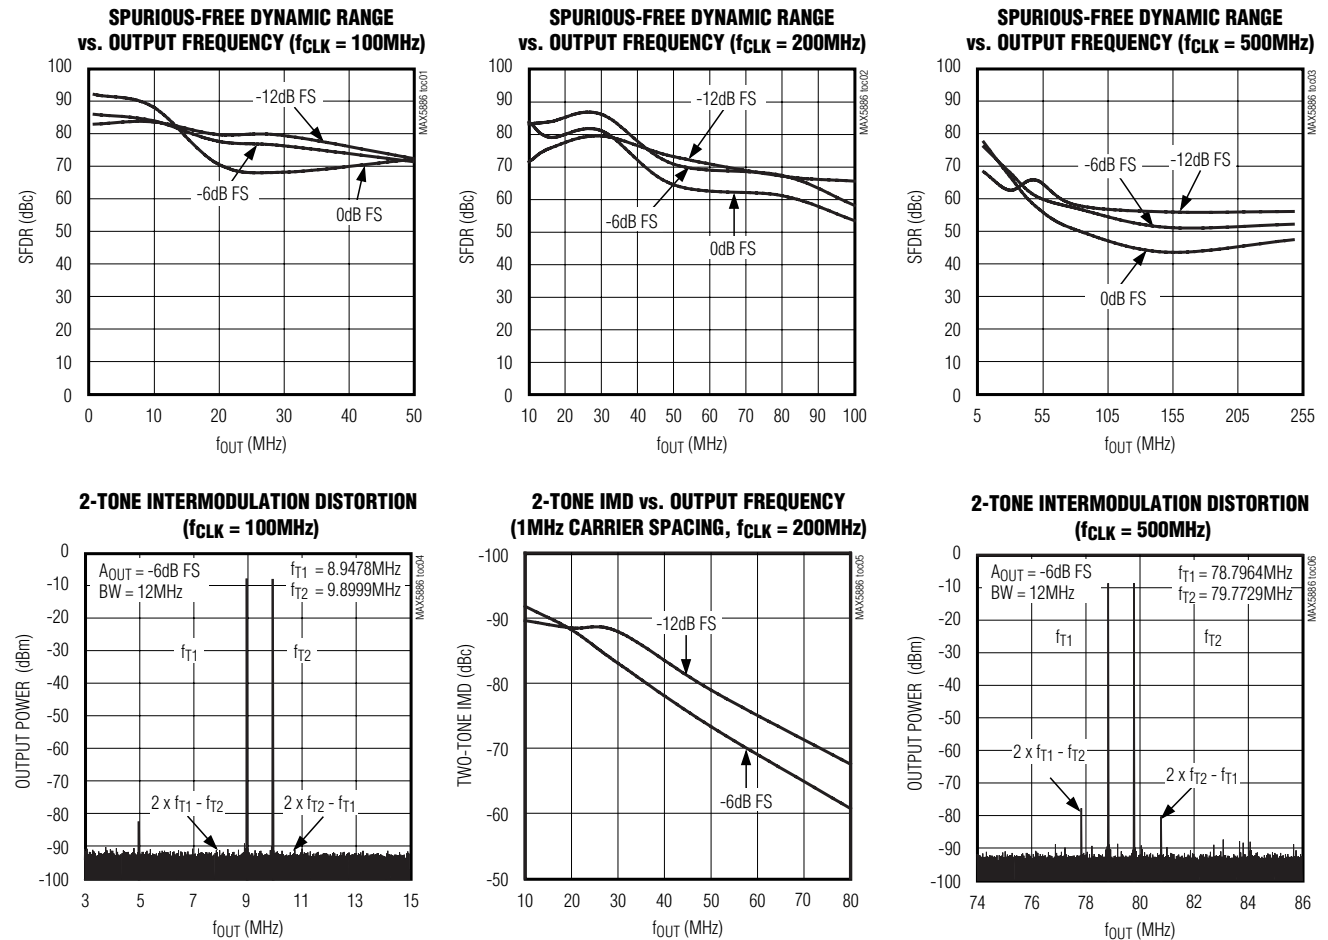 SPURIOUS-FREE DYNAMIC RANGE
vs. OUTPUT FREQUENCY (fCLK = 100MHz)
100
90
80
70
60
50
40
30
20
10
0
SFDR (dBc)
-12dB FS
-6dB FS
0dB FS
MAX5886 toc01
0 10 20 30 40 50
fOUT (MHz)
SPURIOUS-FREE DYNAMIC RANGE
vs. OUTPUT FREQUENCY (fCLK = 200MHz)
100
90
80
70
60
50
40
30
20
10
0
SFDR (dBc)
-12dB FS
-6dB FS
0dB FS
MAX5886 toc02
10 20 30 40 50 60 70 80 90 100
fOUT (MHz)
SPURIOUS-FREE DYNAMIC RANGE
vs. OUTPUT FREQUENCY (fCLK = 500MHz)
100
90
80
70
60
50
40
30
20
10
0
SFDR (dBc)
-6dB FS
-12dB FS
0dB FS
MAX5886 toc03
5 55 105 155 205 255
fOUT (MHz)
2-TONE INTERMODULATION DISTORTION
(fCLK = 100MHz)
0
-10
-20
-30
-40
-50
-60
-70
-80
-90
-100
OUTPUT POWER (dBm)
AOUT = -6dB FS
BW = 12MHz
fT1 = 8.9478MHz
fT2 = 9.8999MHz
fT1
fT2
2 x fT1 - fT2
2 x fT2 - fT1
MAX5886 toc04
3 5 7 9 11 13 15
fOUT (MHz)
2-TONE IMD vs. OUTPUT FREQUENCY
(1MHz CARRIER SPACING, fCLK = 200MHz)
-100
-90
-80
-70
-60
-50
TWO-TONE IMD (dBc)
-12dB FS
-6dB FS
MAX5886 toc05
10 20 30 40 50 60 70 80
fOUT (MHz)
2-TONE INTERMODULATION DISTORTION
(fCLK = 500MHz)
0
-10
-20
-30
-40
-50
-60
-70
-80
-90
-100
OUTPUT POWER (dBm)
AOUT = -6dB FS
BW = 12MHz
fT1 = 78.7964MHz
fT2 = 79.7729MHz
fT1
fT2
2 x fT1 - fT2
2 x fT2 - fT1
MAX5886 toc06
74 76 78 80 82 84 86
fOUT (MHz)